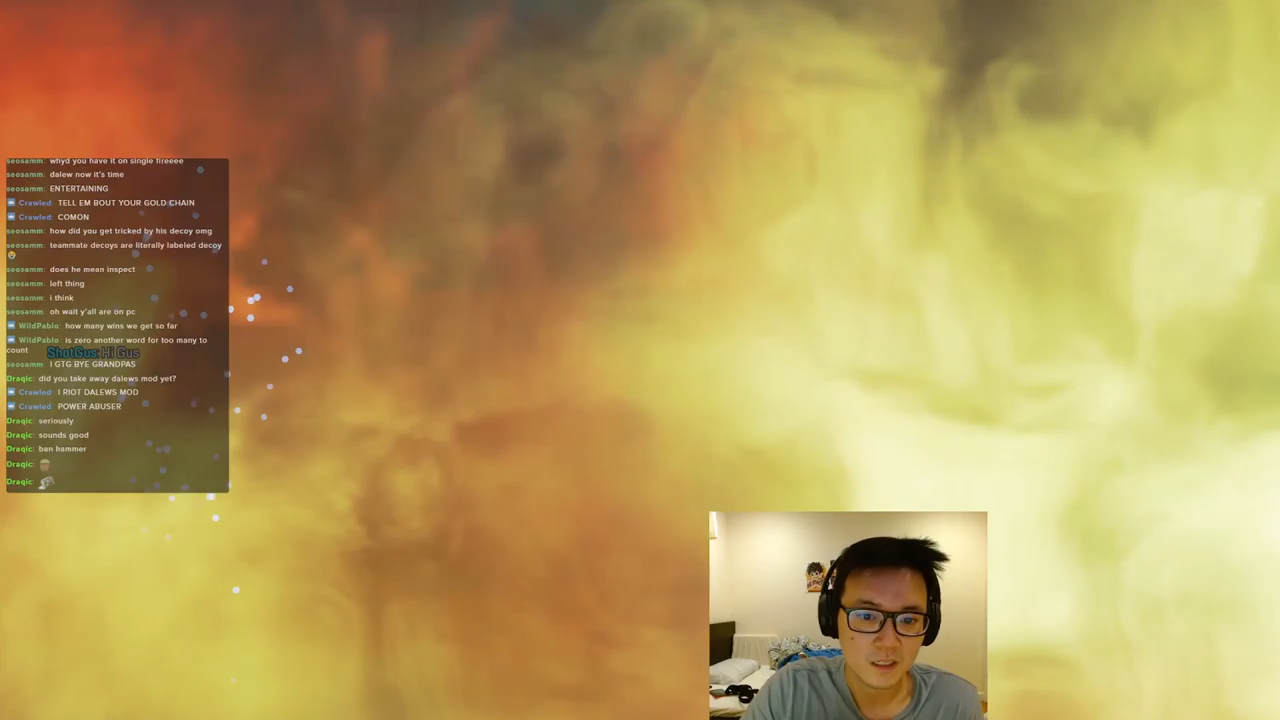 seosamm: whyd you have it on single fireeee
seosamm: dalew now it's time
seosamm: ENTERTAINING
Crawled: TELL EM BOUT YOUR GOLD CHAIN
Crawled: COMON
seosamm: how did you get tricked by his decoy omg
seosamm: teammate decoys are literally labeled decoy
seosamm: does he mean inspect
seosamm: left thing
seosamm: i think
seosamm: oh wait y'all are on pc
WildPablo: how many wins we get so far
WildPablo: is zero another word for too many to
count
ShotGus: Hi Gus
seosamm: I GTG BYE GRANDPAS
Draqic: did you take away dalews mod yet?
Crawled: I RIOT DALEWS MOD
Crawled: POWER ABUSER
Draqic: seriously
Draqic: sounds good
Draqic: ban hammer
Draqic:
Draqic: